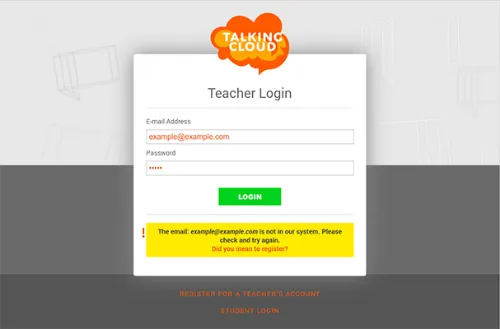 TALKING
CLOUD
Teacher Login
E-mail Address
example@example.com
Password
•••••
LOGIN
! The email: example@example.com is not in our system. Please
check and try again.
Did you mean to register?
REGISTER FOR A TEACHER'S ACCOUNT
STUDENT LOGIN